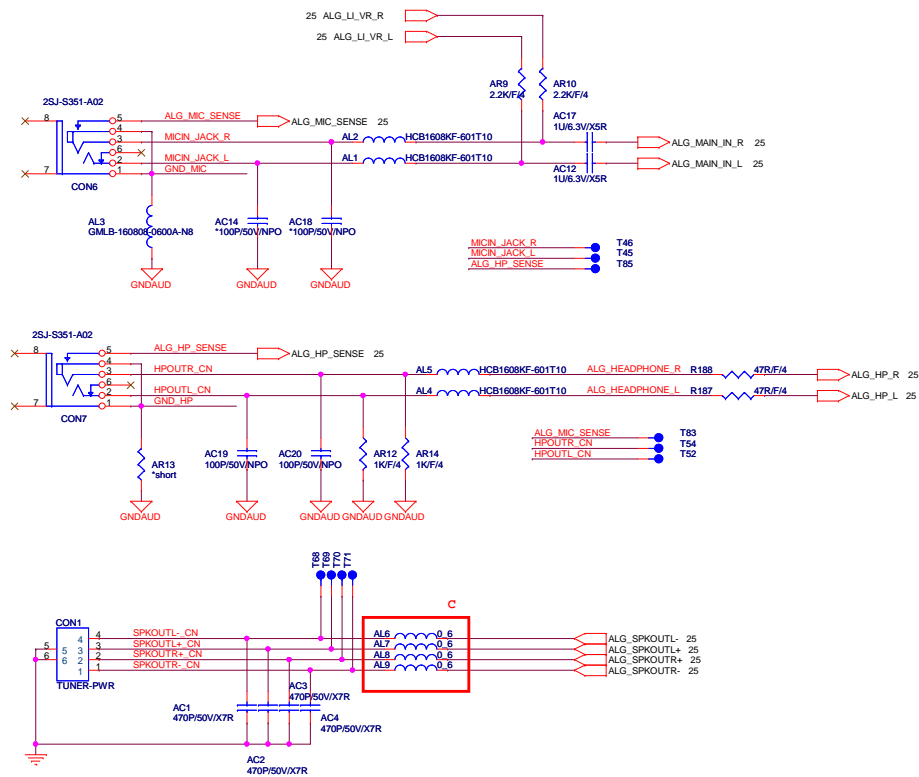 25 ALG_LI_VR_R
25 ALG_LI_VR_L
AR9
2.2K/F/4
AR10
2.2K/F/4
2SJ-S351-A02
8
7
5
4
3
6
2
1
CON6
ALG_MIC_SENSE
MICIN_JACK_R
MICIN_JACK_L
GND_MIC
ALG_MIC_SENSE 25
AL2
HCB1608KF-601T10
AL1
HCB1608KF-601T10
AC17
1U/6.3V/X5R
AC12
1U/6.3V/X5R
ALG_MAIN_IN_R 25
ALG_MAIN_IN_L 25
AL3
GMLB-160808-0600A-N8
AC14
*100P/50V/NPO
AC18
*100P/50V/NPO
GNDAUD
GNDAUD
GNDAUD
MICIN_JACK_R
MICIN_JACK_L
ALG_HP_SENSE
T46
T45
T85
2SJ-S351-A02
8
7
5
4
3
6
2
1
CON7
ALG_HP_SENSE
HPOUTR_CN
HPOUTL_CN
GND_HP
ALG_HP_SENSE 25
AL5
HCB1608KF-601T10
AL4
HCB1608KF-601T10
ALG_HEADPHONE_R
ALG_HEADPHONE_L
R188
47R/F/4
R187
47R/F/4
ALG_HP_R 25
ALG_HP_L 25
AR13
*short
AC19
100P/50V/NPO
AC20
100P/50V/NPO
AR12
1K/F/4
AR14
1K/F/4
GNDAUD
GNDAUD
GNDAUD
GNDAUD
ALG_MIC_SENSE
HPOUTR_CN
HPOUTL_CN
T83
T54
T52
T68
T69
T70
T71
C
CON1
5
6
5
6
4
3
2
1
4
3
2
1
TUNER-PWR
SPKOUTL-_CN
SPKOUTL+_CN
SPKOUTR+_CN
SPKOUTR-_CN
AL6
0_6
AL7
0_6
AL8
0_6
AL9
0_6
ALG_SPKOUTL- 25
ALG_SPKOUTL+ 25
ALG_SPKOUTR+ 25
ALG_SPKOUTR- 25
AC3
470P/50V/X7R
AC1
470P/50V/X7R
AC4
470P/50V/X7R
AC2
470P/50V/X7R